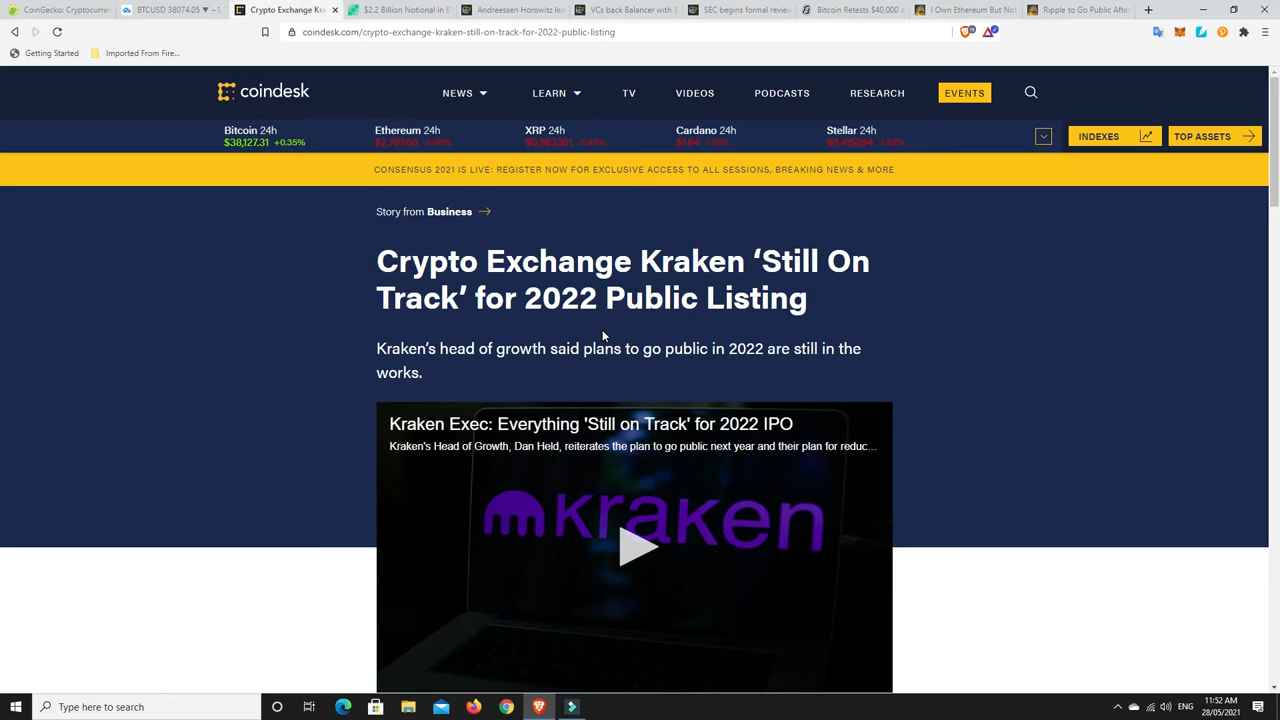 CoinGecko: Cryptocurren
BTCUSD 38074.05 ▼ −1
Crypto Exchange Kra
$2.2 Billion Notional in
Andreessen Horowitz lea
VCs back Balancer with S
SEC begins formal review
Bitcoin Retests $40,000 a
I Own Ethereum But Not
Ripple to Go Public After
coindesk.com/crypto-exchange-kraken-still-on-track-for-2022-public-listing
Getting Started
Imported From Fire...
coindesk
NEWS
LEARN
TV
VIDEOS
PODCASTS
RESEARCH
EVENTS
Bitcoin 24h
$38,127.31 +0.35%
Ethereum 24h
XRP 24h
Cardano 24h
Stellar 24h
INDEXES
TOP ASSETS
CONSENSUS 2021 IS LIVE: REGISTER NOW FOR EXCLUSIVE ACCESS TO ALL SESSIONS, BREAKING NEWS & MORE
Story from Business
Crypto Exchange Kraken ‘Still On
Track’ for 2022 Public Listing
Kraken’s head of growth said plans to go public in 2022 are still in the
works.
Kraken Exec: Everything 'Still on Track' for 2022 IPO
Kraken's Head of Growth, Dan Held, reiterates the plan to go public next year and their plan for reduc...
kraken
Type here to search
ENG
11:52 AM
28/05/2021